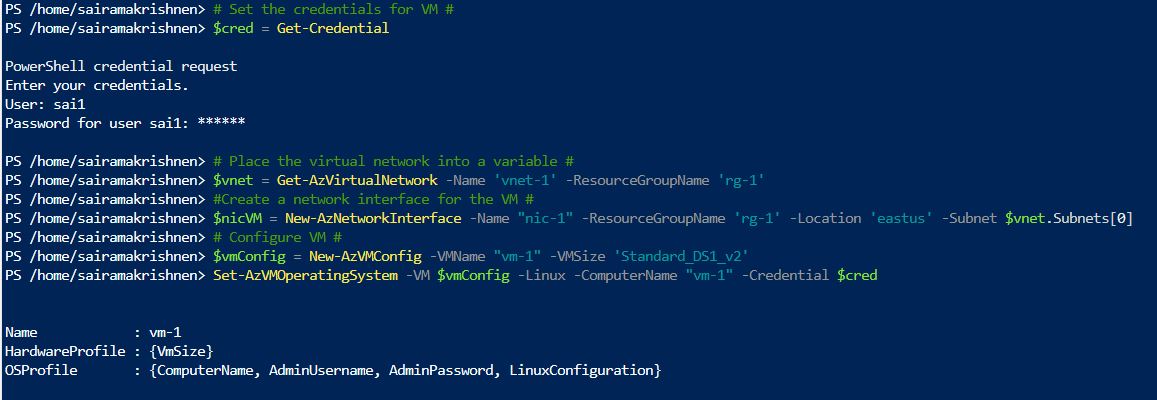 PS /home/sairamakrishnen> # Set the credentials for VM #
PS /home/sairamakrishnen> $cred = Get-Credential
PowerShell credential request
Enter your credentials.
User: sai1
Password for user sai1: ******
PS /home/sairamakrishnen> # Place the virtual network into a variable #
PS /home/sairamakrishnen> $vnet = Get-AzVirtualNetwork -Name 'vnet-1' -ResourceGroupName 'rg-1'
PS /home/sairamakrishnen> #Create a network interface for the VM #
PS /home/sairamakrishnen> $nicVM = New-AzNetworkInterface -Name "nic-1" -ResourceGroupName 'rg-1' -Location 'eastus' -Subnet $vnet.Subnets[0]
PS /home/sairamakrishnen> # Configure VM #
PS /home/sairamakrishnen> $vmConfig = New-AzVMConfig -VMName "vm-1" -VMSize 'Standard_DS1_v2'
PS /home/sairamakrishnen> Set-AzVMOperatingSystem -VM $vmConfig -Linux -ComputerName "vm-1" -Credential $cred
Name            : vm-1
HardwareProfile : {VmSize}
OSProfile       : {ComputerName, AdminUsername, AdminPassword, LinuxConfiguration}